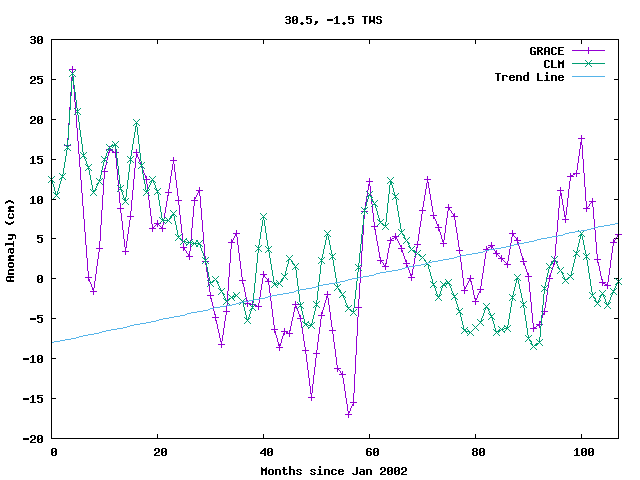 30.5, -1.5 TWS
GRACE
CLM
Trend Line
30
25
20
15
10
5
0
-5
-10
-15
-20
Anomaly (cm)
0 20 40 60 80 100
Months since Jan 2002